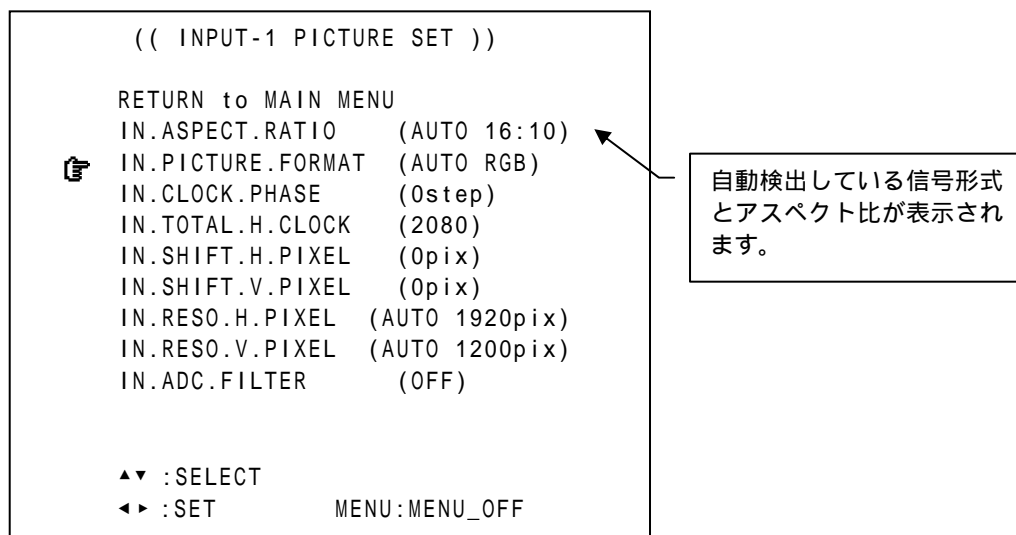 (( INPUT-1 PICTURE SET ))
RETURN to MAIN MENU
IN.ASPECT.RATIO (AUTO 16:10)
☞ IN.PICTURE.FORMAT (AUTO RGB)
IN.CLOCK.PHASE (0step)
IN.TOTAL.H.CLOCK (2080)
IN.SHIFT.H.PIXEL (0pix)
IN.SHIFT.V.PIXEL (0pix)
IN.RESO.H.PIXEL (AUTO 1920pix)
IN.RESO.V.PIXEL (AUTO 1200pix)
IN.ADC.FILTER (OFF)
▲▼ :SELECT
◄► :SET MENU:MENU_OFF
自動検出している信号形式
とアスペクト比が表示され
ます。